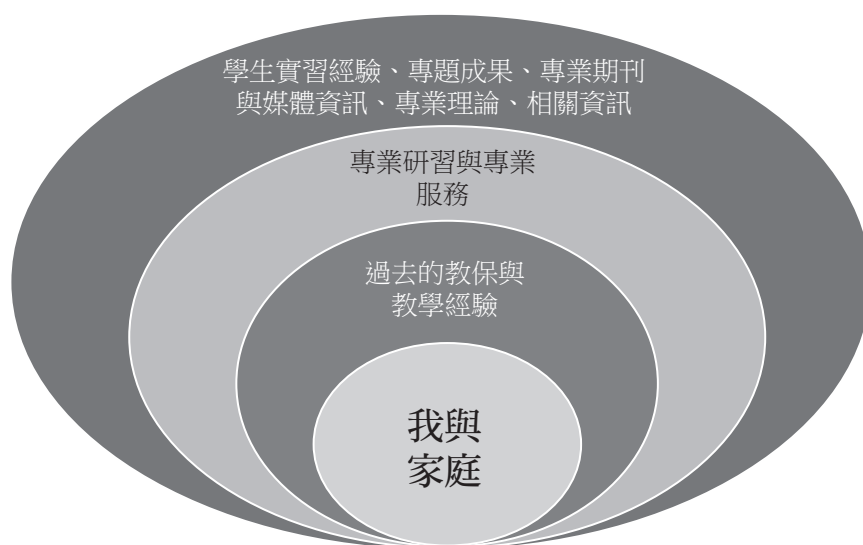 學生實習經驗、專題成果、專業期刊
與媒體資訊、專業理論、相關資訊
專業研習與專業
服務
過去的教保與
教學經驗
我與
家庭